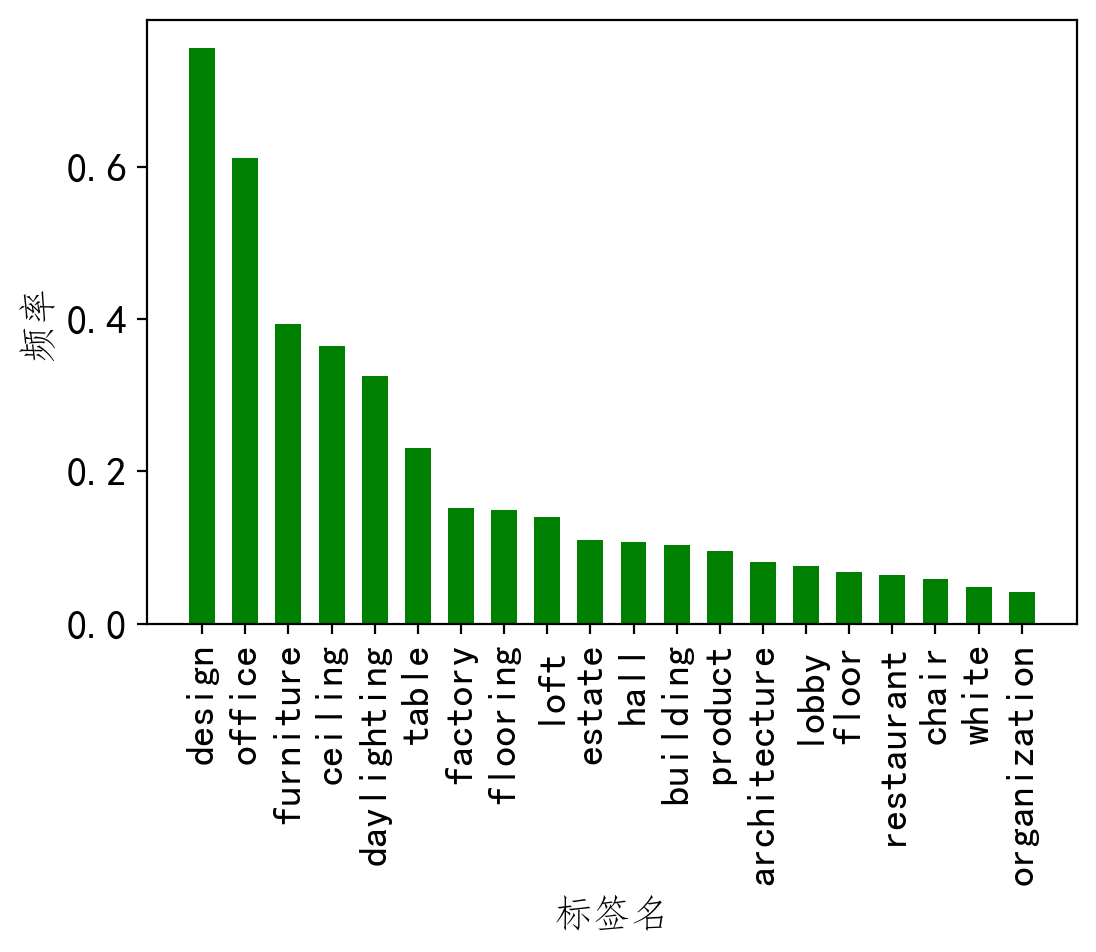 频率
0.6
0.4
0.2
0.0
design
office
furniture
ceiling
daylighting
table
factory
flooring
loft
estate
hall
building
product
architecture
lobby
floor
restaurant
chair
white
organization
标签名